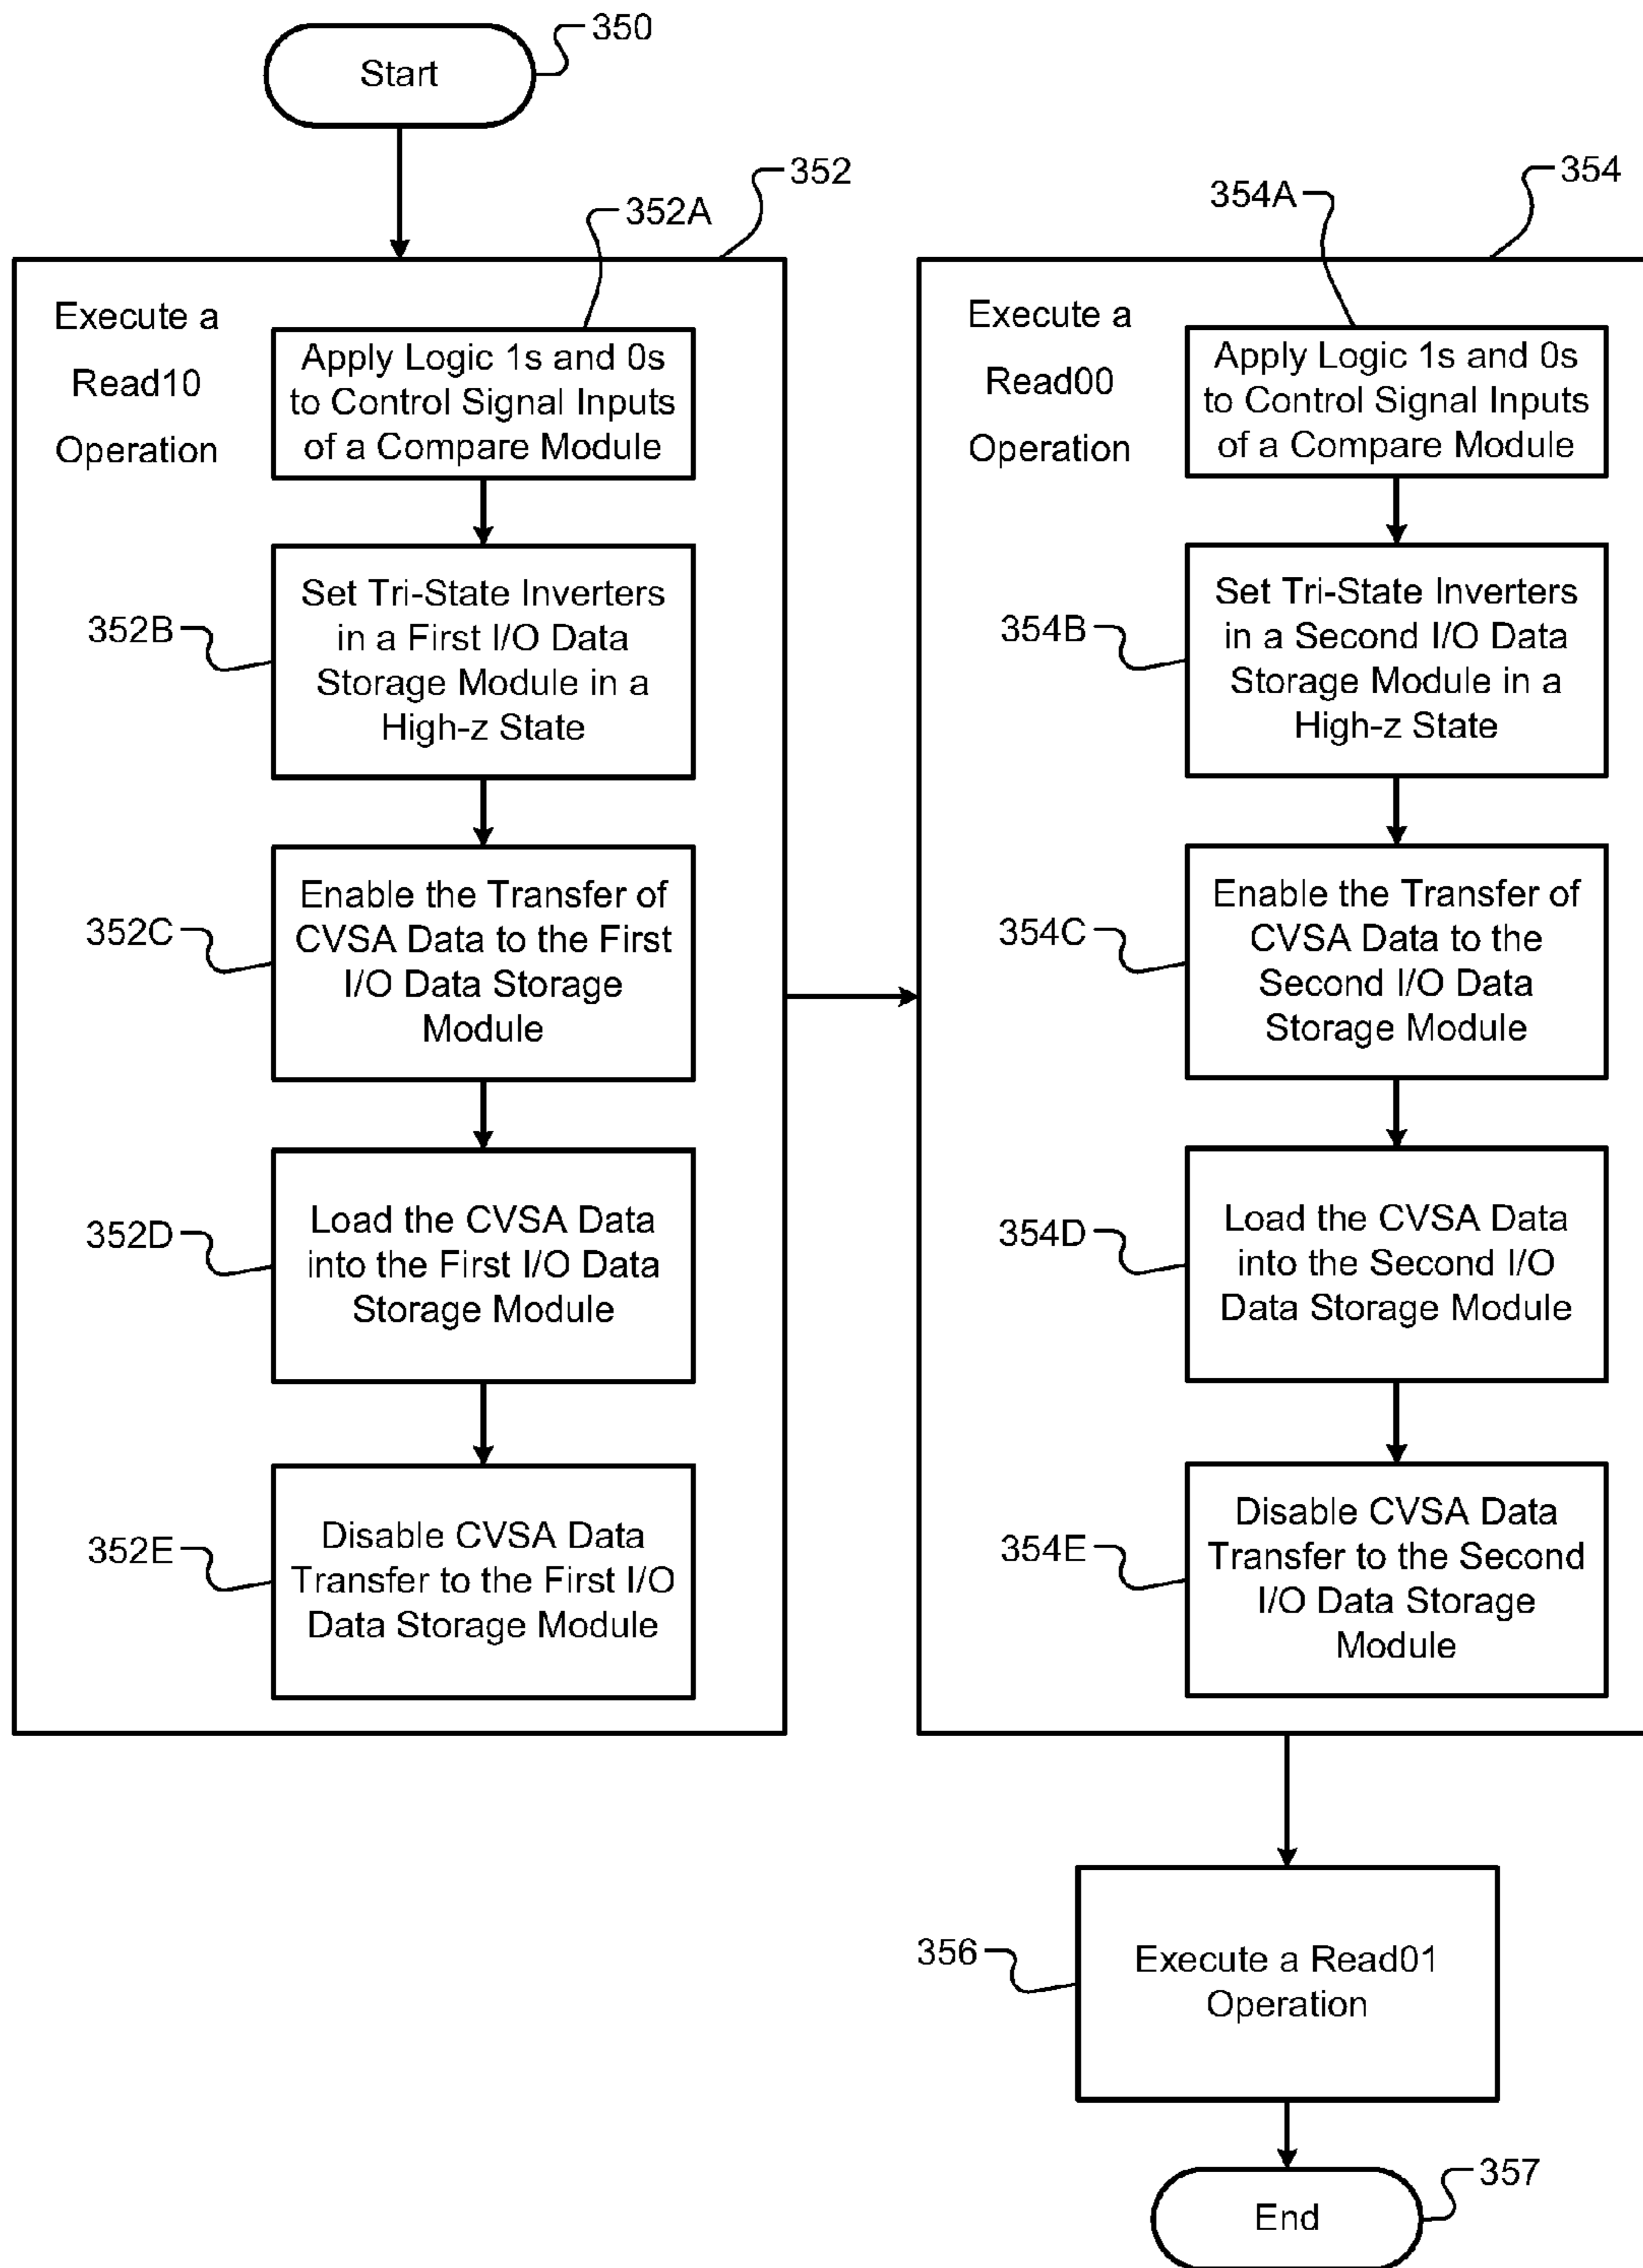 Start
350
352
352A
Execute a
Read10
Operation
Apply Logic 1s and 0s
to Control Signal Inputs
of a Compare Module
352B
Set Tri-State Inverters
in a First I/O Data
Storage Module in a
High-z State
352C
Enable the Transfer of
CVSA Data to the First
I/O Data Storage
Module
352D
Load the CVSA Data
into the First I/O Data
Storage Module
352E
Disable CVSA Data
Transfer to the First I/O
Data Storage Module
354
354A
Execute a
Read00
Operation
Apply Logic 1s and 0s
to Control Signal Inputs
of a Compare Module
354B
Set Tri-State Inverters
in a Second I/O Data
Storage Module in a
High-z State
354C
Enable the Transfer of
CVSA Data to the
Second I/O Data
Storage Module
354D
Load the CVSA Data
into the Second I/O
Data Storage Module
354E
Disable CVSA Data
Transfer to the Second
I/O Data Storage
Module
356
Execute a Read01
Operation
357
End